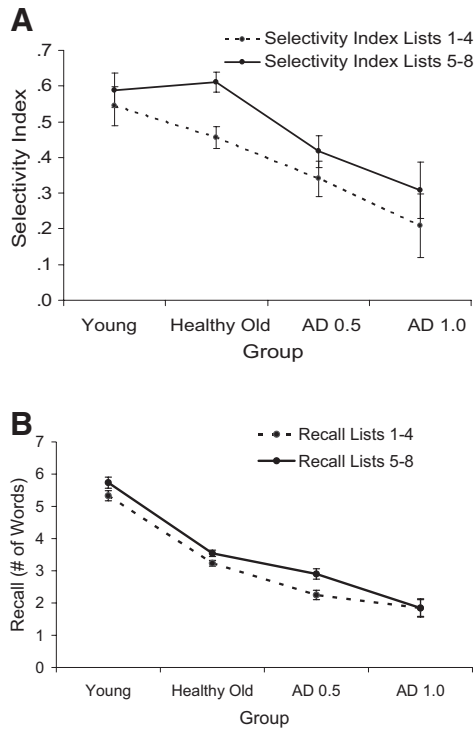 A
Selectivity Index Lists 1-4
Selectivity Index Lists 5-8
.7
.6
.5
.4
.3
.2
.1
.0
Selectivity Index
Young Healthy Old AD 0.5 AD 1.0
Group
B
Recall Lists 1-4
Recall Lists 5-8
7
6
5
4
3
2
1
0
Recall (# of Words)
Young Healthy Old AD 0.5 AD 1.0
Group